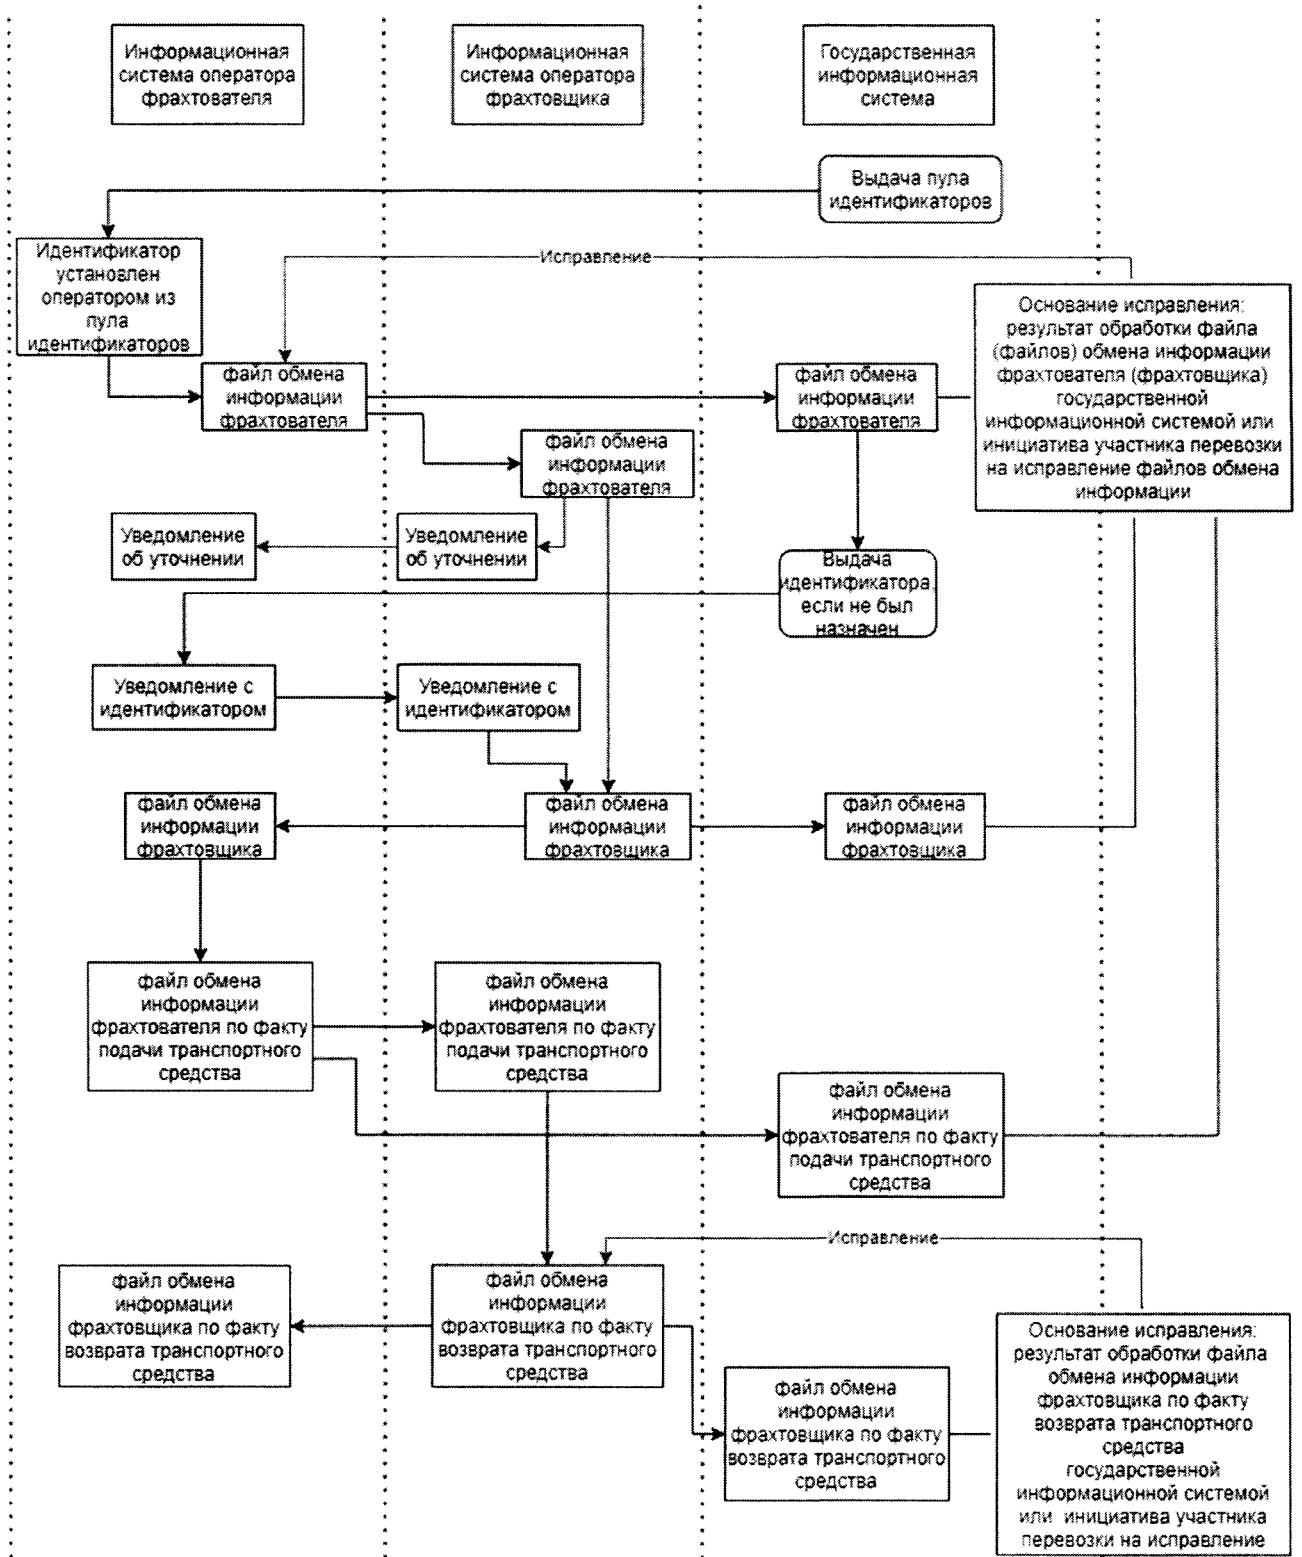 Информационная
система оператора
фрахтователя
Информационная
система оператора
фрахтовщика
Государственная
информационная
система
Выдача пула
идентификаторов
Идентификатор
установлен
оператором из
пула
идентификаторов
Исправление
Основание исправления:
результат обработки файла
(файлов) обмена информации
фрахтователя (фрахтовщика)
государственной
информационной системой или
инициатива участника перевозки
на исправление файлов обмена
информации
файл обмена
информации
фрахтователя
файл обмена
информации
фрахтователя
файл обмена
информации
фрахтователя
Уведомление
об уточнении
Уведомление
об уточнении
Выдача
идентификатора,
если не был
назначен
Уведомление с
идентификатором
Уведомление с
идентификатором
файл обмена
информации
фрахтовщика
файл обмена
информации
фрахтовщика
файл обмена
информации
фрахтовщика
файл обмена
информации
фрахтователя по факту
подачи транспортного
средства
файл обмена
информации
фрахтователя по факту
подачи транспортного
средства
файл обмена
информации
фрахтователя по факту
подачи транспортного
средства
Исправление
файл обмена
информации
фрахтовщика по факту
возврата транспортного
средства
файл обмена
информации
фрахтовщика по факту
возврата транспортного
средства
файл обмена
информации
фрахтовщика по факту
возврата транспортного
средства
Основание исправления:
результат обработки файла
обмена информации
фрахтовщика по факту
возврата транспортного
средства
государственной
информационной системой
или инициатива участника
перевозки на исправление